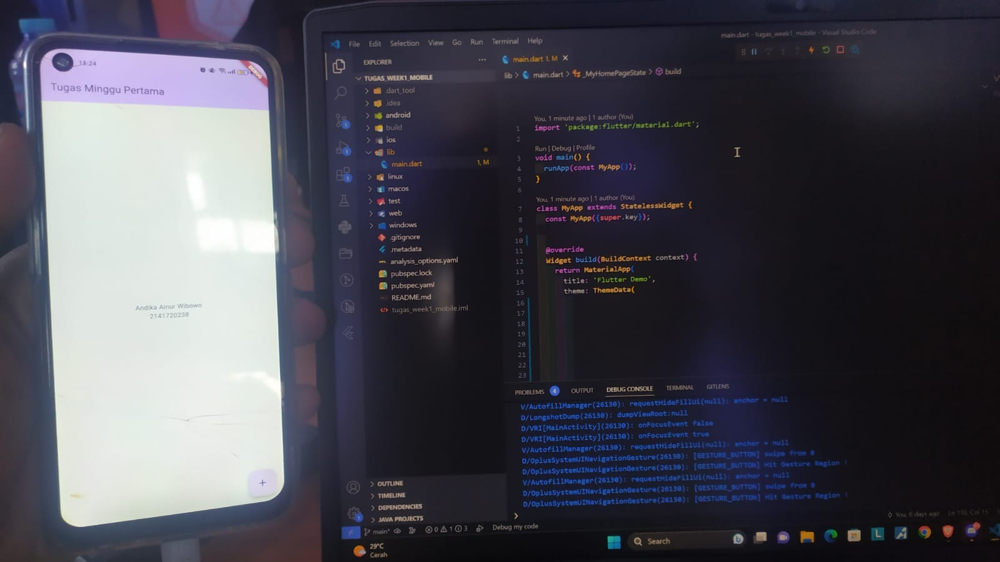 13:24
DEBUG
Tugas Minggu Pertama
Andika Ainur Wibowo
2141720238
+
File Edit Selection View Go Run Terminal Help
main.dart - tugas_week1_mobile - Visual Studio Code
EXPLORER
TUGAS_WEEK1_MOBILE
.dart_tool
.idea
android
build
ios
lib
main.dart 1, M
linux
macos
test
web
windows
.gitignore
.metadata
analysis_options.yaml
pubspec.lock
pubspec.yaml
README.md
tugas_week1_mobile.iml
OUTLINE
TIMELINE
DEPENDENCIES
JAVA PROJECTS
main.dart 1, M
lib > main.dart > _MyHomePageState > build
You, 1 minute ago | 1 author (You)
1 import 'package:flutter/material.dart';
2
Run | Debug | Profile
3 void main() {
4 runApp(const MyApp());
5 }
6
You, 1 minute ago | 1 author (You)
7 class MyApp extends StatelessWidget {
8 const MyApp({super.key});
9
10
11 @override
12 Widget build(BuildContext context) {
13 return MaterialApp(
14 title: 'Flutter Demo',
15 theme: ThemeData(
16
17
18
19
20
21
22
23
PROBLEMS 4 OUTPUT DEBUG CONSOLE TERMINAL GITLENS
V/AutofillManager(26130): requestHideFillUi(null): anchor = null
D/LongshotDump(26130): dumpViewRoot:null
D/VRI[MainActivity](26130): onFocusEvent false
D/VRI[MainActivity](26130): onFocusEvent true
V/AutofillManager(26130): requestHideFillUi(null): anchor = null
D/OplusSystemUINavigationGesture(26130): [GESTURE_BUTTON] swipe from 0
D/OplusSystemUINavigationGesture(26130): [GESTURE_BUTTON] Hit Gesture Region !
V/AutofillManager(26130): requestHideFillUi(null): anchor = null
D/OplusSystemUINavigationGesture(26130): [GESTURE_BUTTON] swipe from 0
D/OplusSystemUINavigationGesture(26130): [GESTURE_BUTTON] Hit Gesture Region !
>
main* 0 1 3 Debug my code
You, 6 days ago Ln 110, Col 15
29°C
Cerah
Search